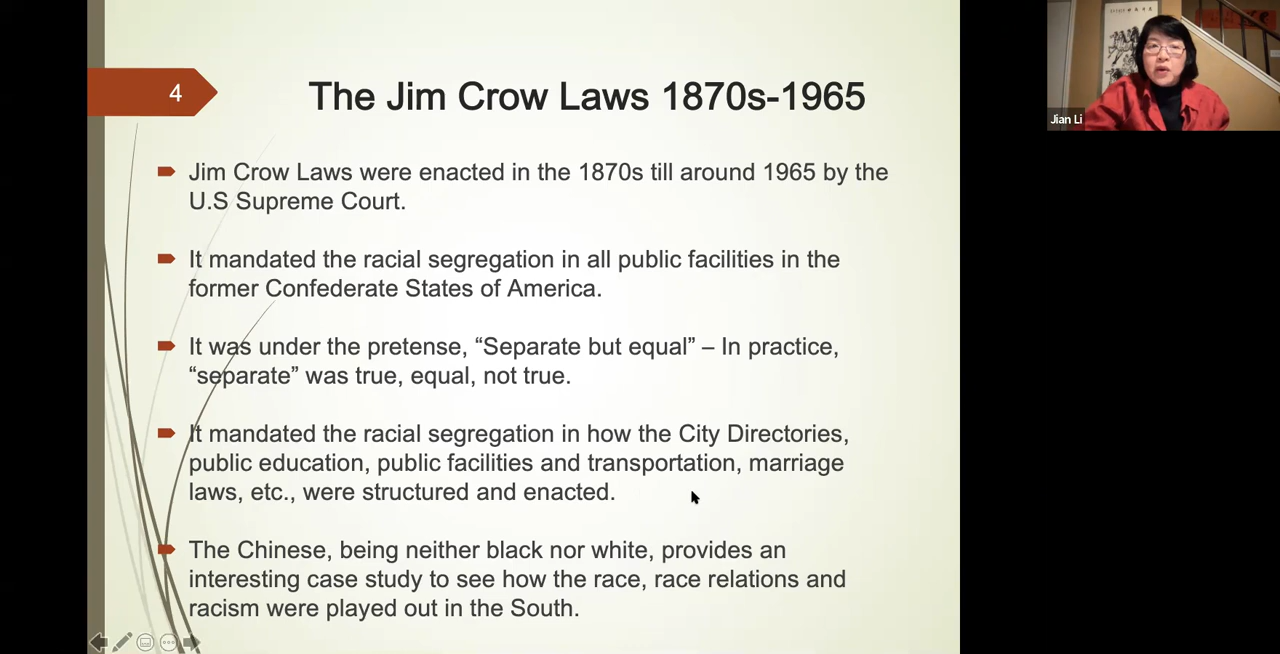 4
The Jim Crow Laws 1870s-1965
Jim Crow Laws were enacted in the 1870s till around 1965 by the
U.S Supreme Court.
It mandated the racial segregation in all public facilities in the
former Confederate States of America.
It was under the pretense, “Separate but equal” – In practice,
“separate” was true, equal, not true.
It mandated the racial segregation in how the City Directories,
public education, public facilities and transportation, marriage
laws, etc., were structured and enacted.
The Chinese, being neither black nor white, provides an
interesting case study to see how the race, race relations and
racism were played out in the South.
Jian Li